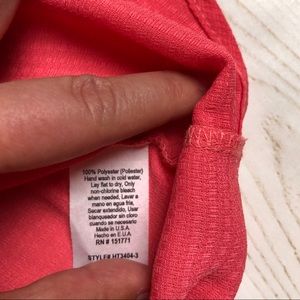 100% Polyester (Poliester)
Hand wash in cold water,
Lay flat to dry, Only
non-chlorine bleach
when needed. Lavar a
mano en agua fria,
Secar extendido, Usar
blanqueador sin cloro
cuando se necesario.
Made in U.S.A.
Hecho en E.U.A.
RN # 151771
STYLE# HT3404-3